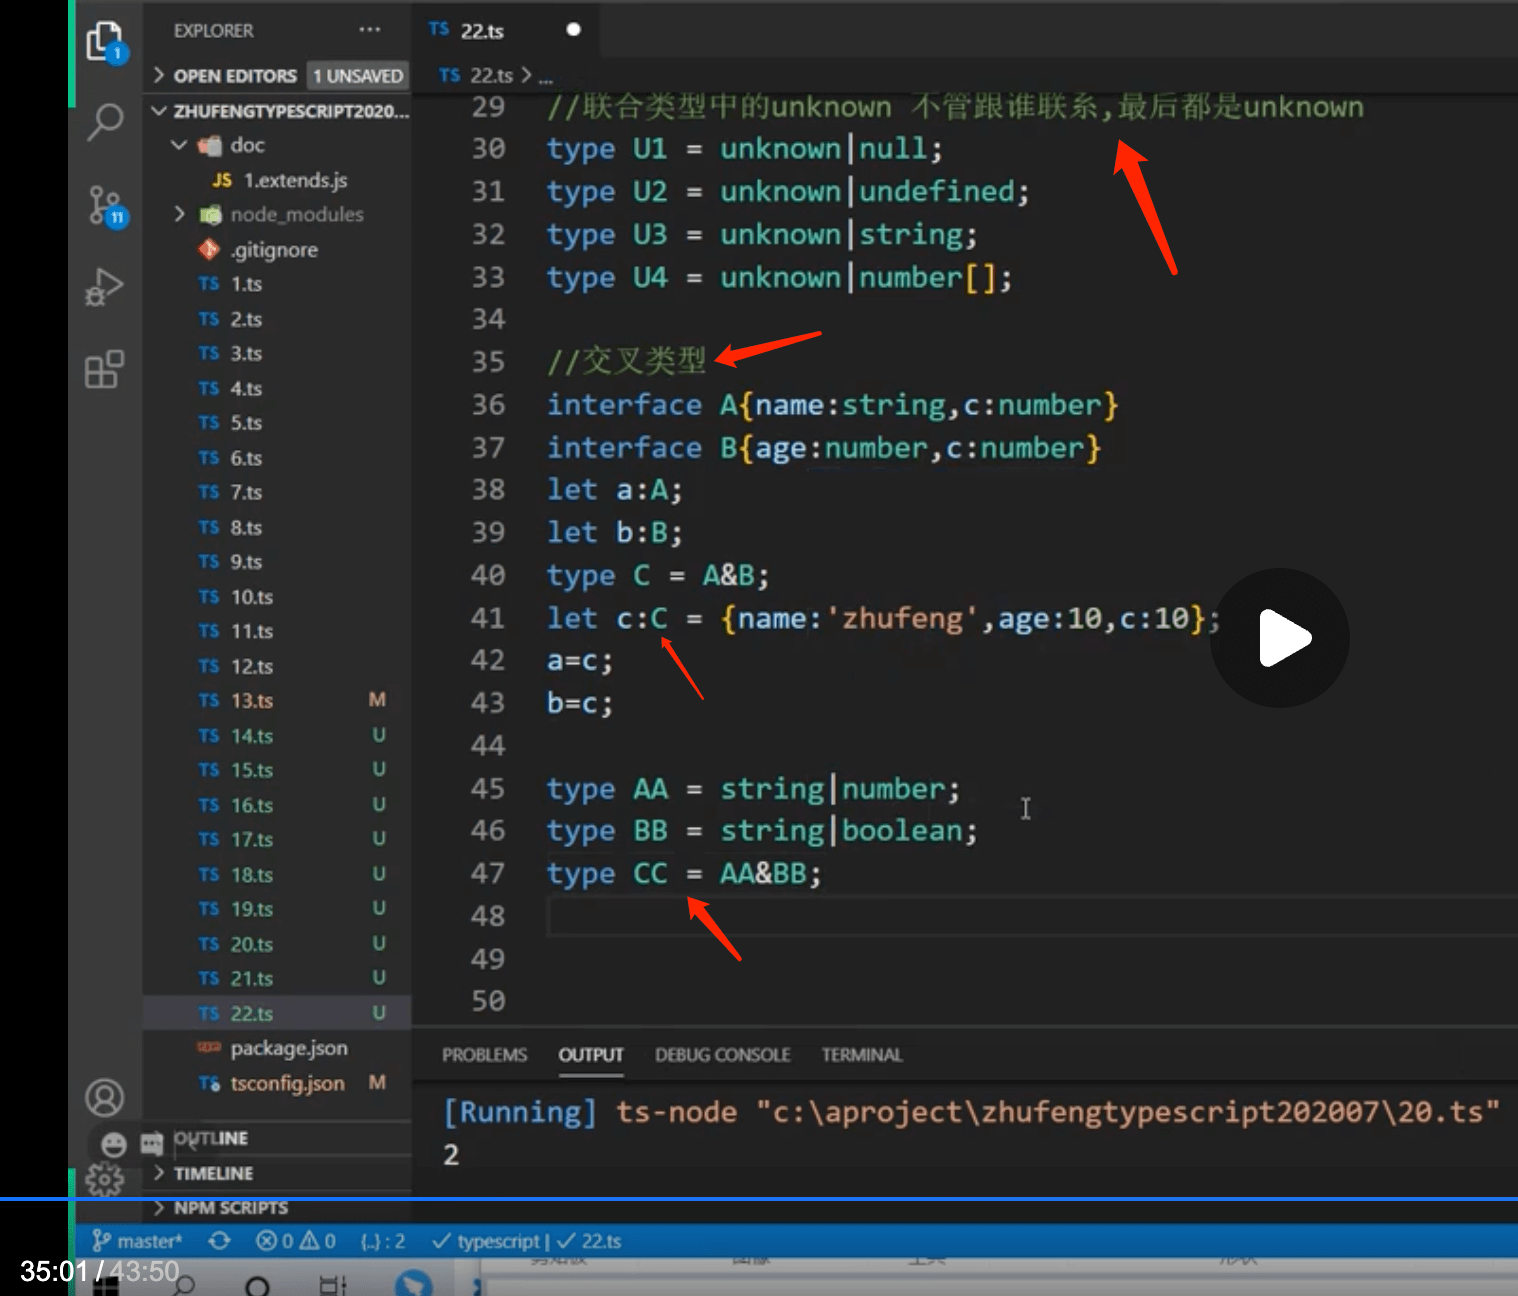 EXPLORER ...
TS 22.ts
OPEN EDITORS 1 UNSAVED
TS 22.ts > ...
ZHUFENGTYPESCRIPT2020...
doc
JS 1.extends.js
node_modules
.gitignore
TS 1.ts
TS 2.ts
TS 3.ts
TS 4.ts
TS 5.ts
TS 6.ts
TS 7.ts
TS 8.ts
TS 9.ts
TS 10.ts
TS 11.ts
TS 12.ts
TS 13.ts M
TS 14.ts U
TS 15.ts U
TS 16.ts U
TS 17.ts U
TS 18.ts U
TS 19.ts U
TS 20.ts U
TS 21.ts U
TS 22.ts U
package.json
tsconfig.json M
OUTLINE
TIMELINE
NPM SCRIPTS
1
11
29 //联合类型中的unknown 不管跟谁联系,最后都是unknown
30 type U1 = unknown|null;
31 type U2 = unknown|undefined;
32 type U3 = unknown|string;
33 type U4 = unknown|number[];
34
35 //交叉类型
36 interface A{name:string,c:number}
37 interface B{age:number,c:number}
38 let a:A;
39 let b:B;
40 type C = A&B;
41 let c:C = {name:'zhufeng',age:10,c:10};
42 a=c;
43 b=c;
44
45 type AA = string|number;
46 type BB = string|boolean;
47 type CC = AA&BB;
48
49
50
PROBLEMS OUTPUT DEBUG CONSOLE TERMINAL
[Running] ts-node "c:\aproject\zhufengtypescript202007\20.ts"
2
master* 0 0 {..} : 2 typescript | 22.ts
35:01 / 43:50